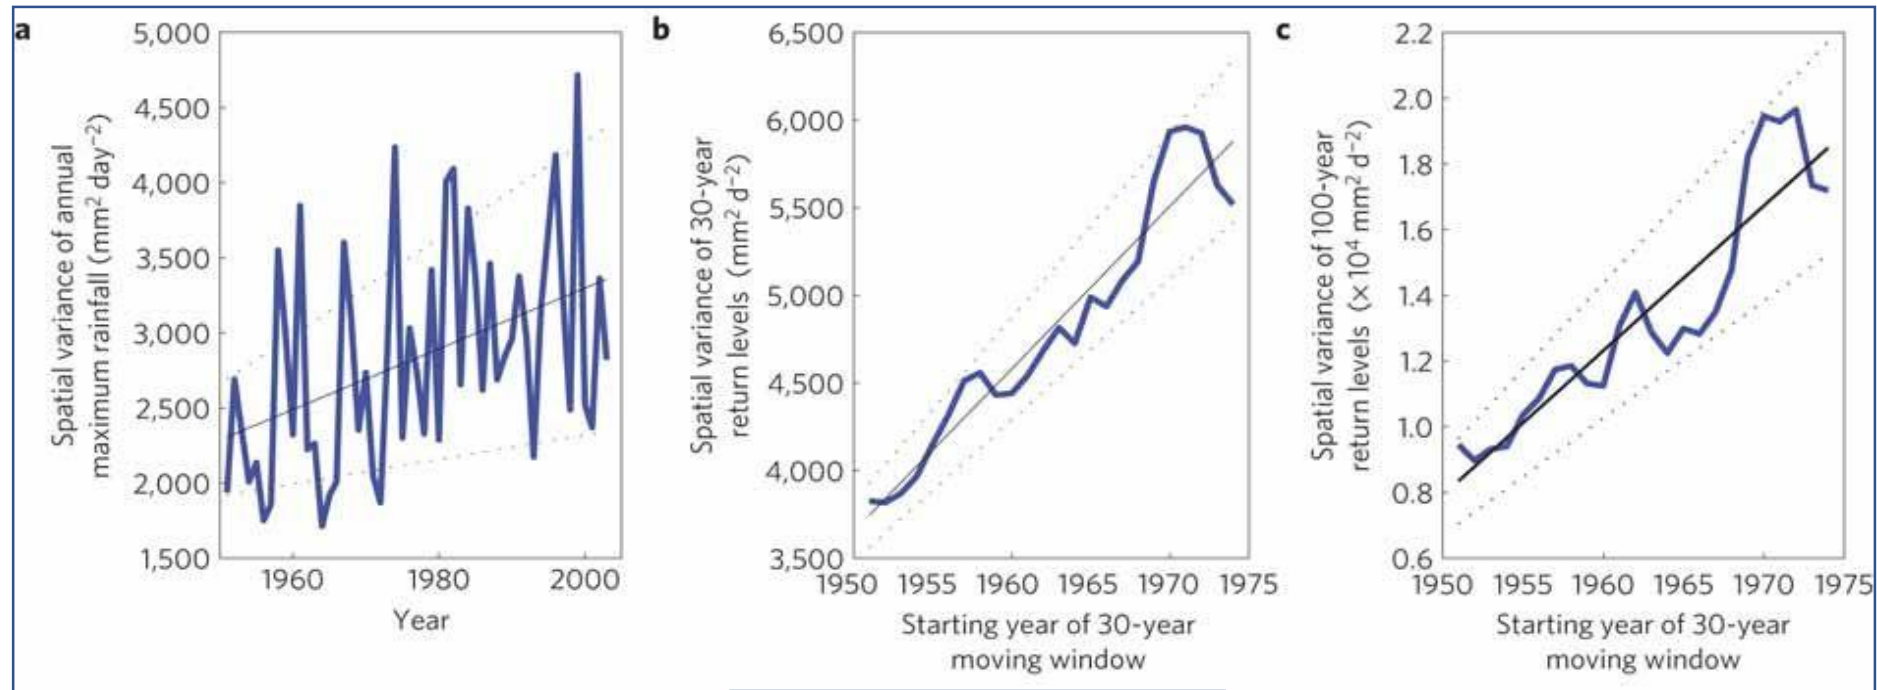 a
Spatial variance of annual
maximum rainfall (mm² day⁻²)
5,000
4,500
4,000
3,500
3,000
2,500
2,000
1,500
1960 1980 2000
Year
b
Spatial variance of 30-year
return levels (mm² d⁻²)
6,500
6,000
5,500
5,000
4,500
4,000
3,500
1950 1955 1960 1965 1970 1975
Starting year of 30-year
moving window
c
Spatial variance of 100-year
return levels (×10⁴ mm² d⁻²)
2.2
2.0
1.8
1.6
1.4
1.2
1.0
0.8
0.6
1950 1955 1960 1965 1970 1975
Starting year of 30-year
moving window